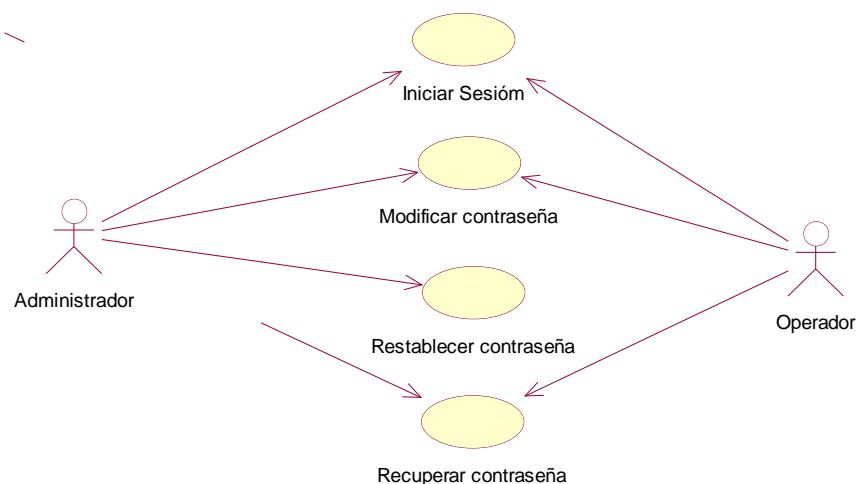 Iniciar Sesióm
Modificar contraseña
Administrador
Operador
Restablecer contraseña
Recuperar contraseña